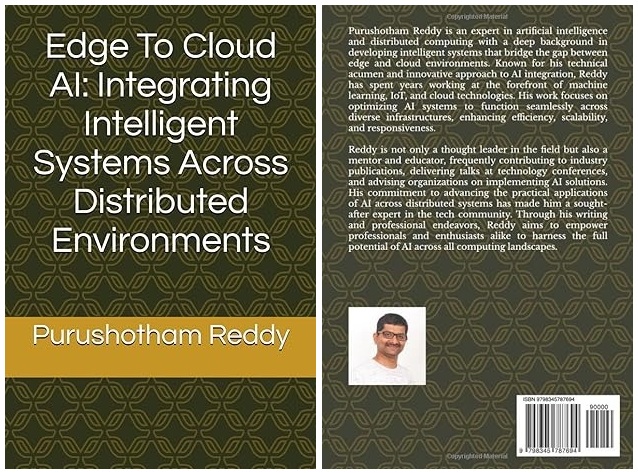 Edge To Cloud
AI: Integrating
Intelligent
Systems Across
Distributed
Environments
Purushotham Reddy
Copyrighted Material
Purushotham Reddy is an expert in artificial intelligence
and distributed computing with a deep background in
developing intelligent systems that bridge the gap between
edge and cloud environments. Known for his technical
acumen and innovative approach to AI integration, Reddy
has spent years working at the forefront of machine
learning, IoT, and cloud technologies. His work focuses on
optimizing AI systems to function seamlessly across
diverse infrastructures, enhancing efficiency, scalability,
and responsiveness.
Reddy is not only a thought leader in the field but also a
mentor and educator, frequently contributing to industry
publications, delivering talks at technology conferences,
and advising organizations on implementing AI solutions.
His commitment to advancing the practical applications
of AI across distributed systems has made him a sought-
after expert in the tech community. Through his writing
and professional endeavors, Reddy aims to empower
professionals and enthusiasts alike to harness the full
potential of AI across all computing landscapes.
ISBN 9798345787694
90000
9 798345 787694
Copyrighted Material